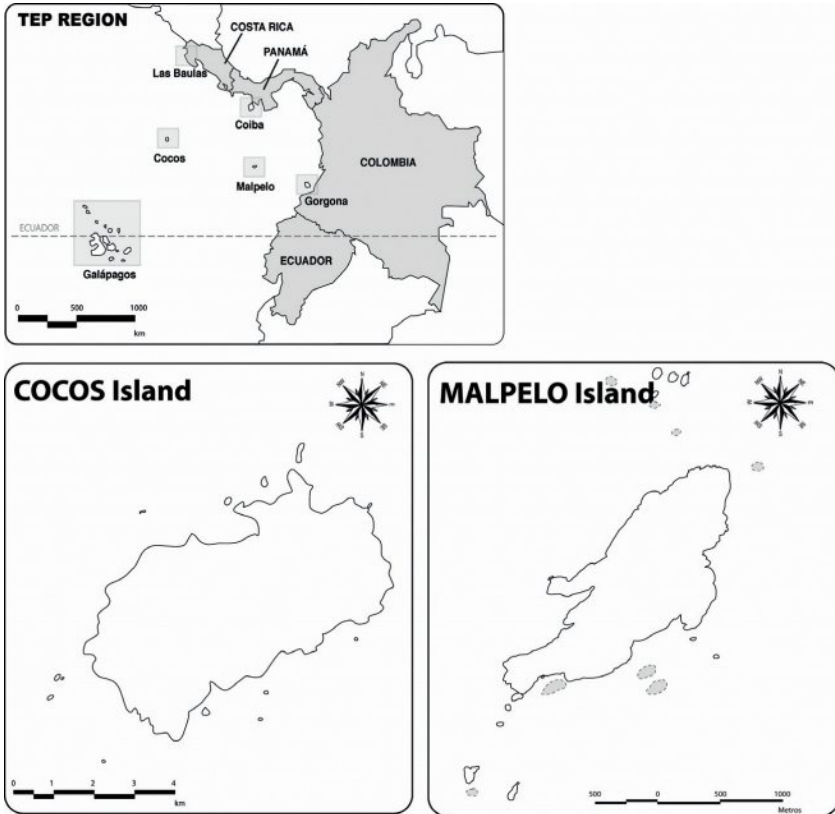 TEP REGION
COSTA RICA
PANAMÁ
Las Baulas
Coiba
Cocos
Malpelo
COLOMBIA
Gorgona
ECUADOR
ECUADOR
Galápagos
0 500 1000
km
COCOS Island
N
E
S
0 1 2 3 4
km
MALPELO Island
N
E
S
500 0 500 1000
Metros